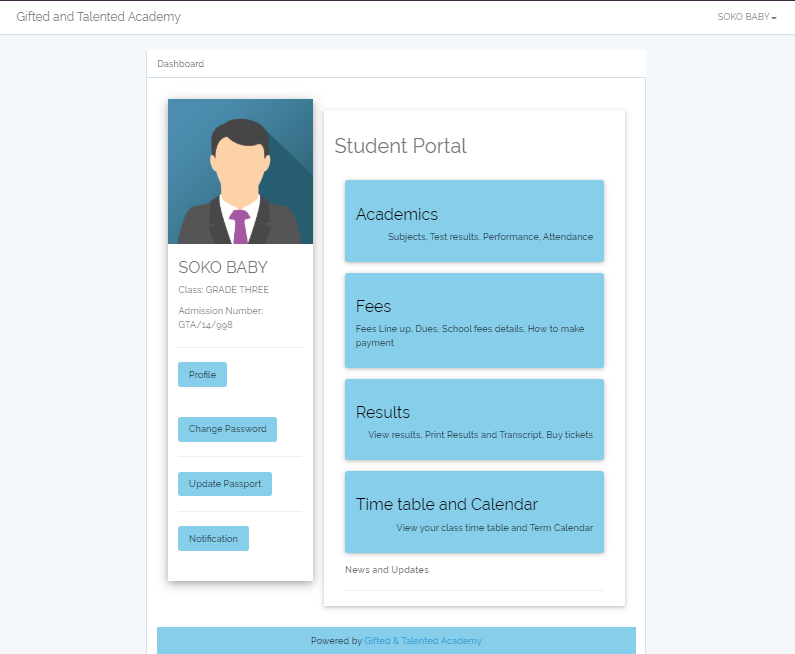 Gifted and Talented Academy
SOKO BABY
Dashboard
SOKO BABY
Class: GRADE THREE
Admission Number:
GTA/14/998
Profile
Change Password
Update Passport
Notification
Student Portal
Academics
Subjects, Test results, Performance, Attendance
Fees
Fees Line up, Dues, School fees details, How to make
payment
Results
View results, Print Results and Transcript, Buy tickets
Time table and Calendar
View your class time table and Term Calendar
News and Updates
Powered by Gifted & Talented Academy